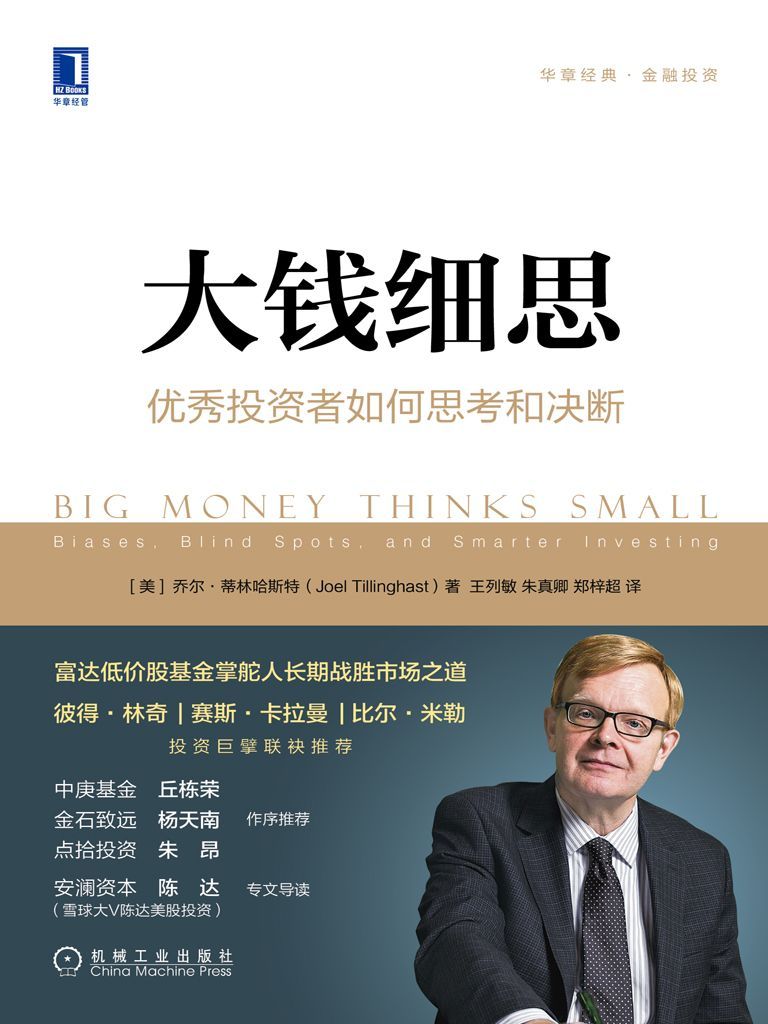 HZ BOOKS
华章经管
华章经典·金融投资
大钱细思
优秀投资者如何思考和决断
BIG MONEY THINKS SMALL
Biases, Blind Spots, and Smarter Investing
[美] 乔尔·蒂林哈斯特（Joel Tillinghast）著 王列敏 朱真卿 郑梓超 译
富达低价股基金掌舵人长期战胜市场之道
彼得·林奇 | 赛斯·卡拉曼 | 比尔·米勒
投资巨擘联袂推荐
中庚基金 丘栋荣
金石致远 杨天南 作序推荐
点拾投资 朱 昂
安澜资本 陈 达 专文导读
（雪球大V陈达美股投资）
机械工业出版社
China Machine Press